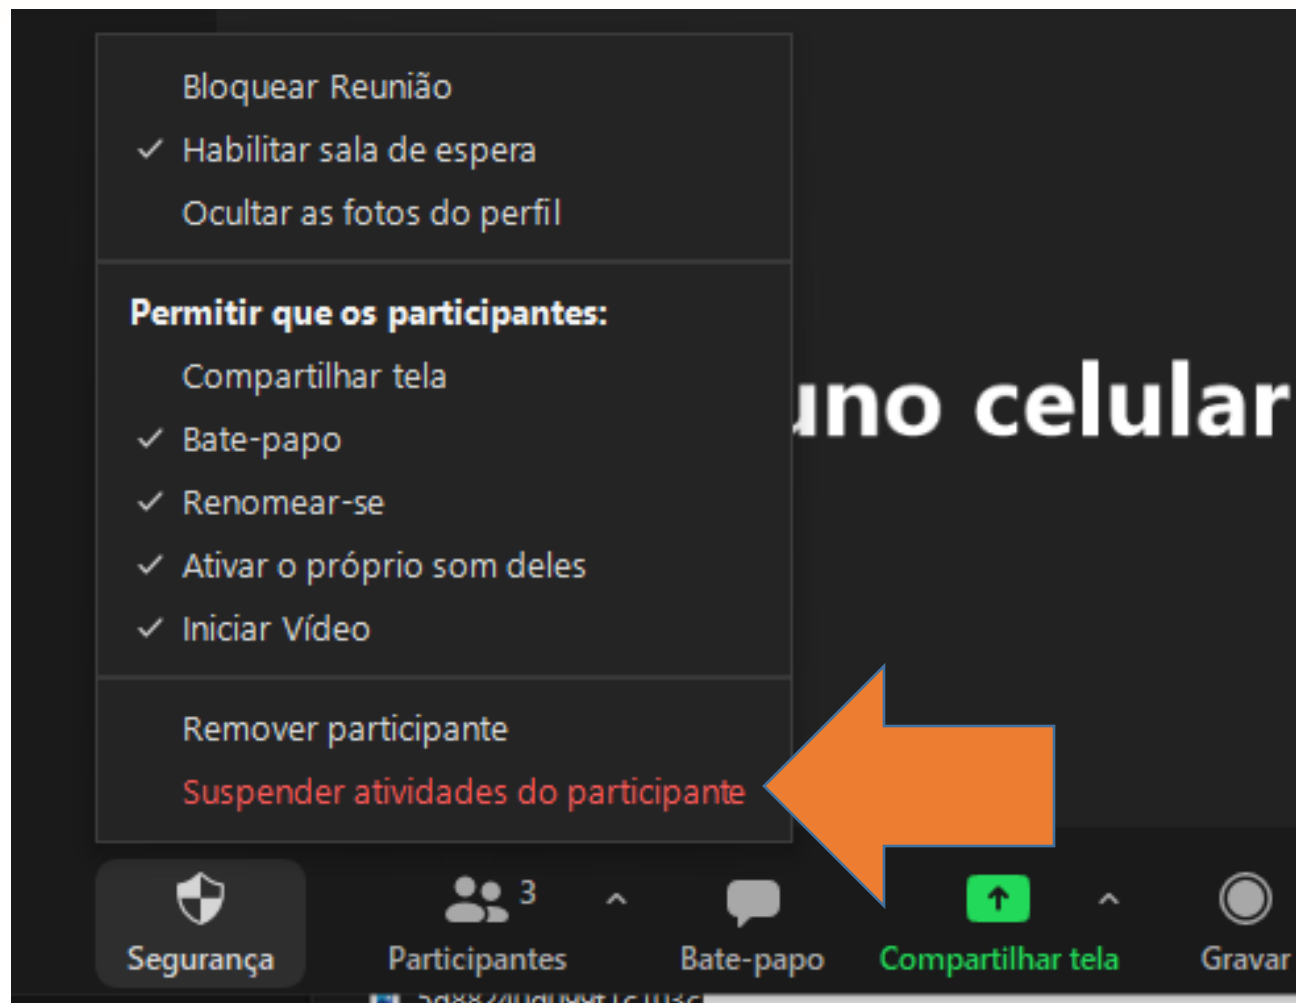 Bloquear Reunião
Habilitar sala de espera
Ocultar as fotos do perfil
Permitir que os participantes:
Compartilhar tela
Bate-papo
Renomear-se
Ativar o próprio som deles
Iniciar Vídeo
celular
Remover participante
Suspender atividades do participante
3
Segurança
Participantes
Bate-papo
Compartilhar tela
Gravar